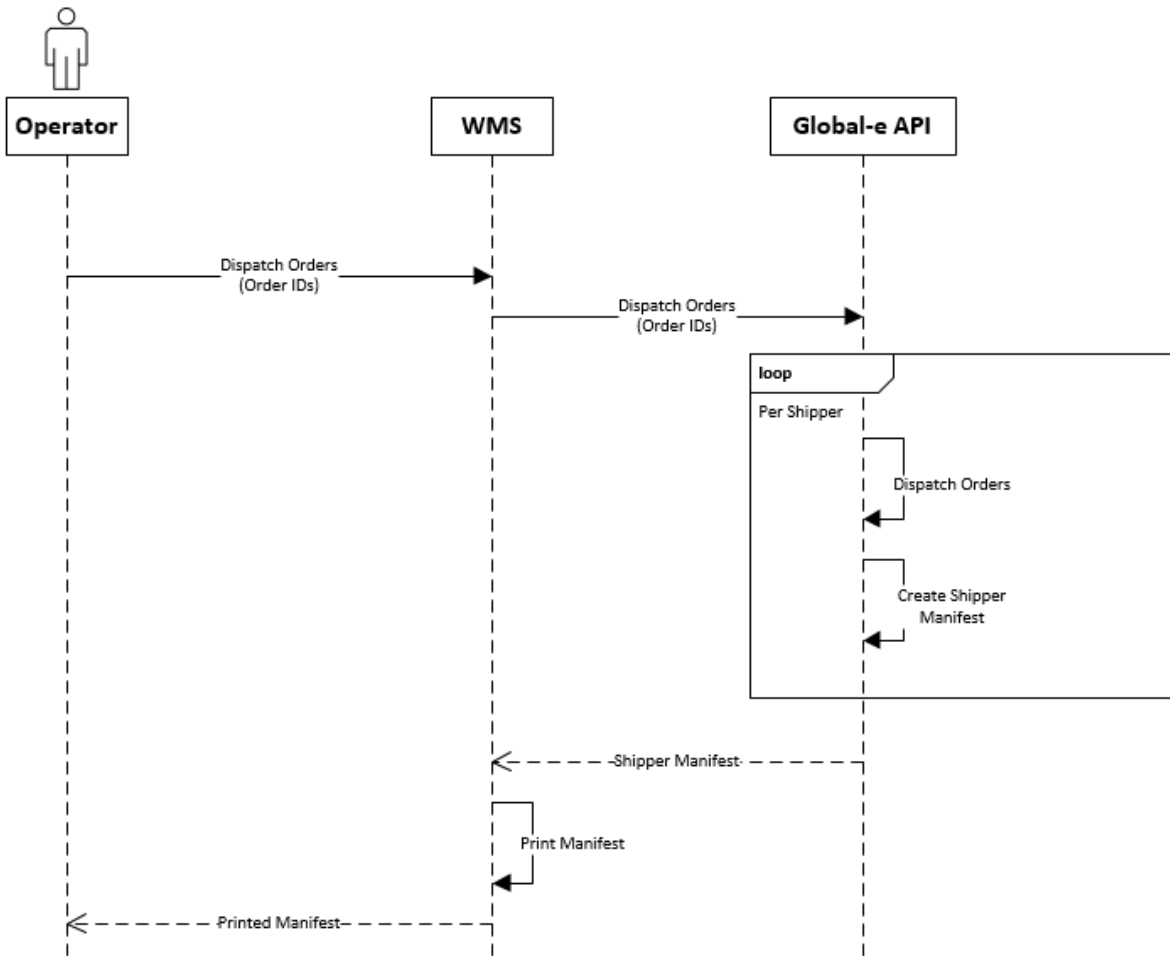 Operator
WMS
Global-e API
Dispatch Orders
(Order IDs)
Dispatch Orders
(Order IDs)
loop
Per Shipper
Dispatch Orders
Create Shipper
Manifest
Shipper Manifest
Print Manifest
Printed Manifest